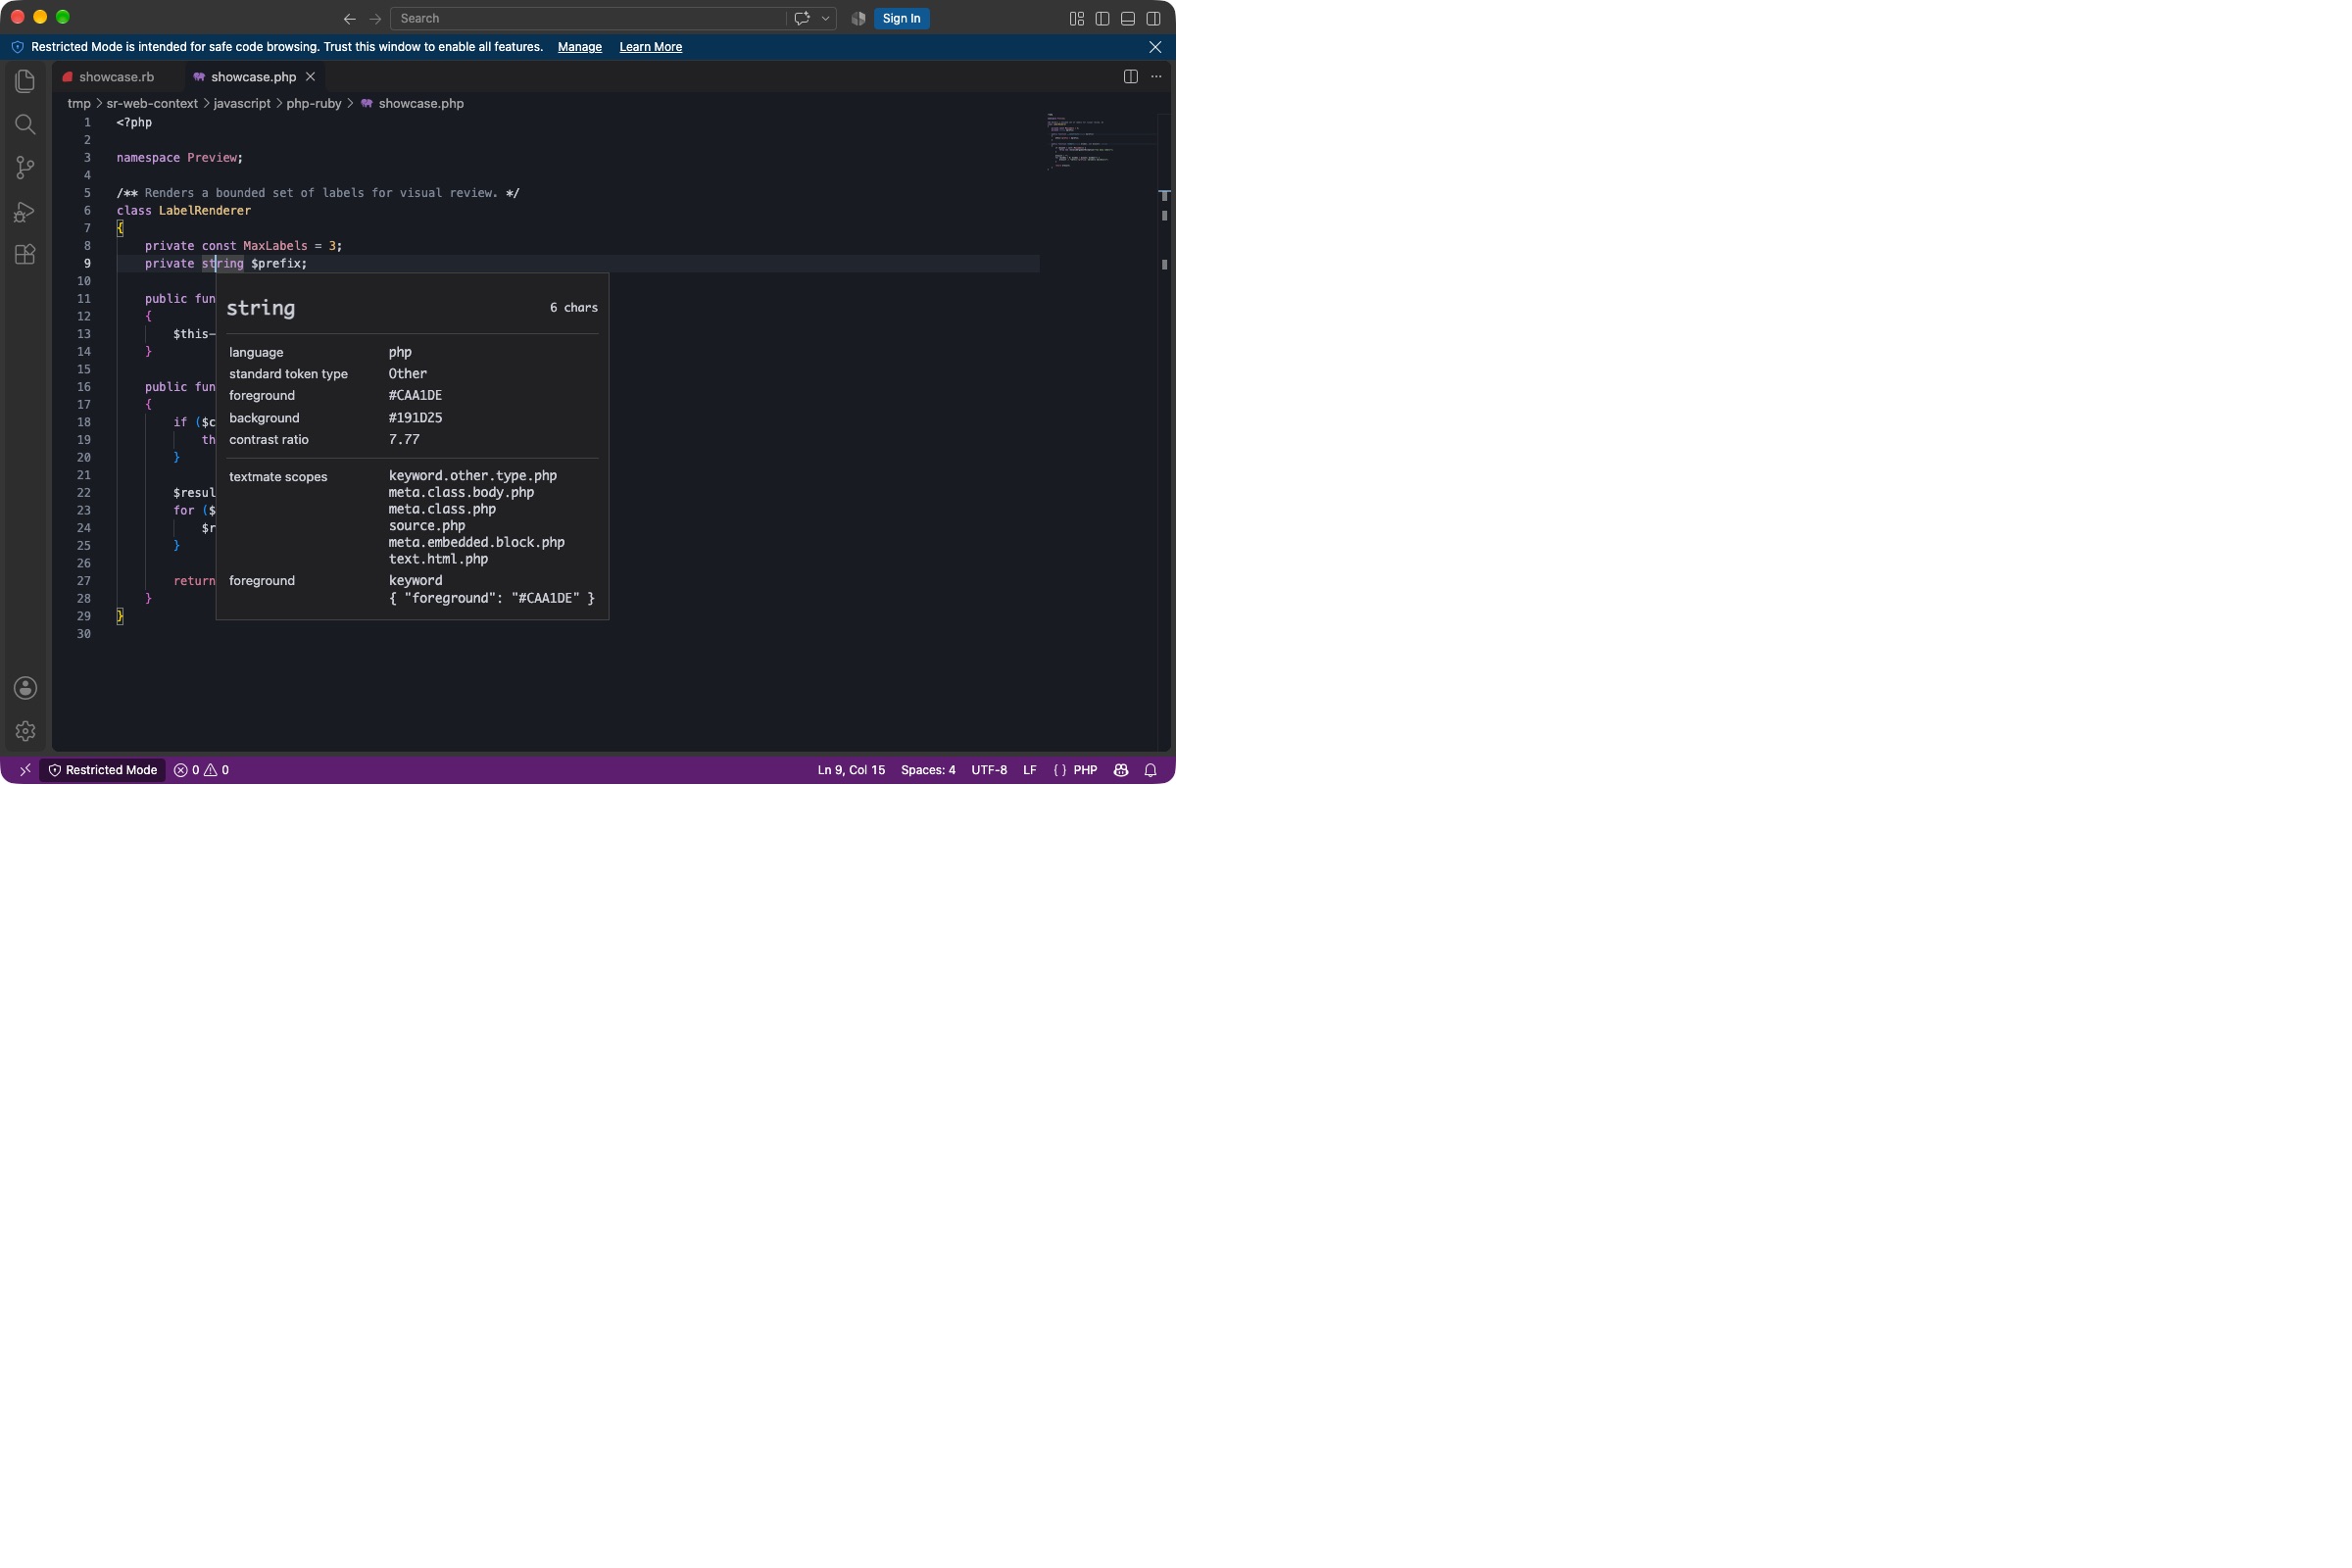 Search
Sign In
Restricted Mode is intended for safe code browsing. Trust this window to enable all features. Manage Learn More
showcase.rb
showcase.php
tmp > sr-web-context > javascript > php-ruby > showcase.php
1 <?php
2
3 namespace Preview;
4
5 /** Renders a bounded set of labels for visual review. */
6 class LabelRenderer
7 {
8 private const MaxLabels = 3;
9 private string $prefix;
10
11 public fun
12 {
13 $this-
14 }
15
16 public fun
17 {
18 if ($c
19 th
20 }
21
22 $resul
23 for ($
24 $r
25 }
26
27 return
28 }
29 }
30
string 6 chars
language php
standard token type Other
foreground #CAA1DE
background #191D25
contrast ratio 7.77
textmate scopes keyword.other.type.php
meta.class.body.php
meta.class.php
source.php
meta.embedded.block.php
text.html.php
foreground keyword
{ "foreground": "#CAA1DE" }
Restricted Mode 0 0 Ln 9, Col 15 Spaces: 4 UTF-8 LF { } PHP